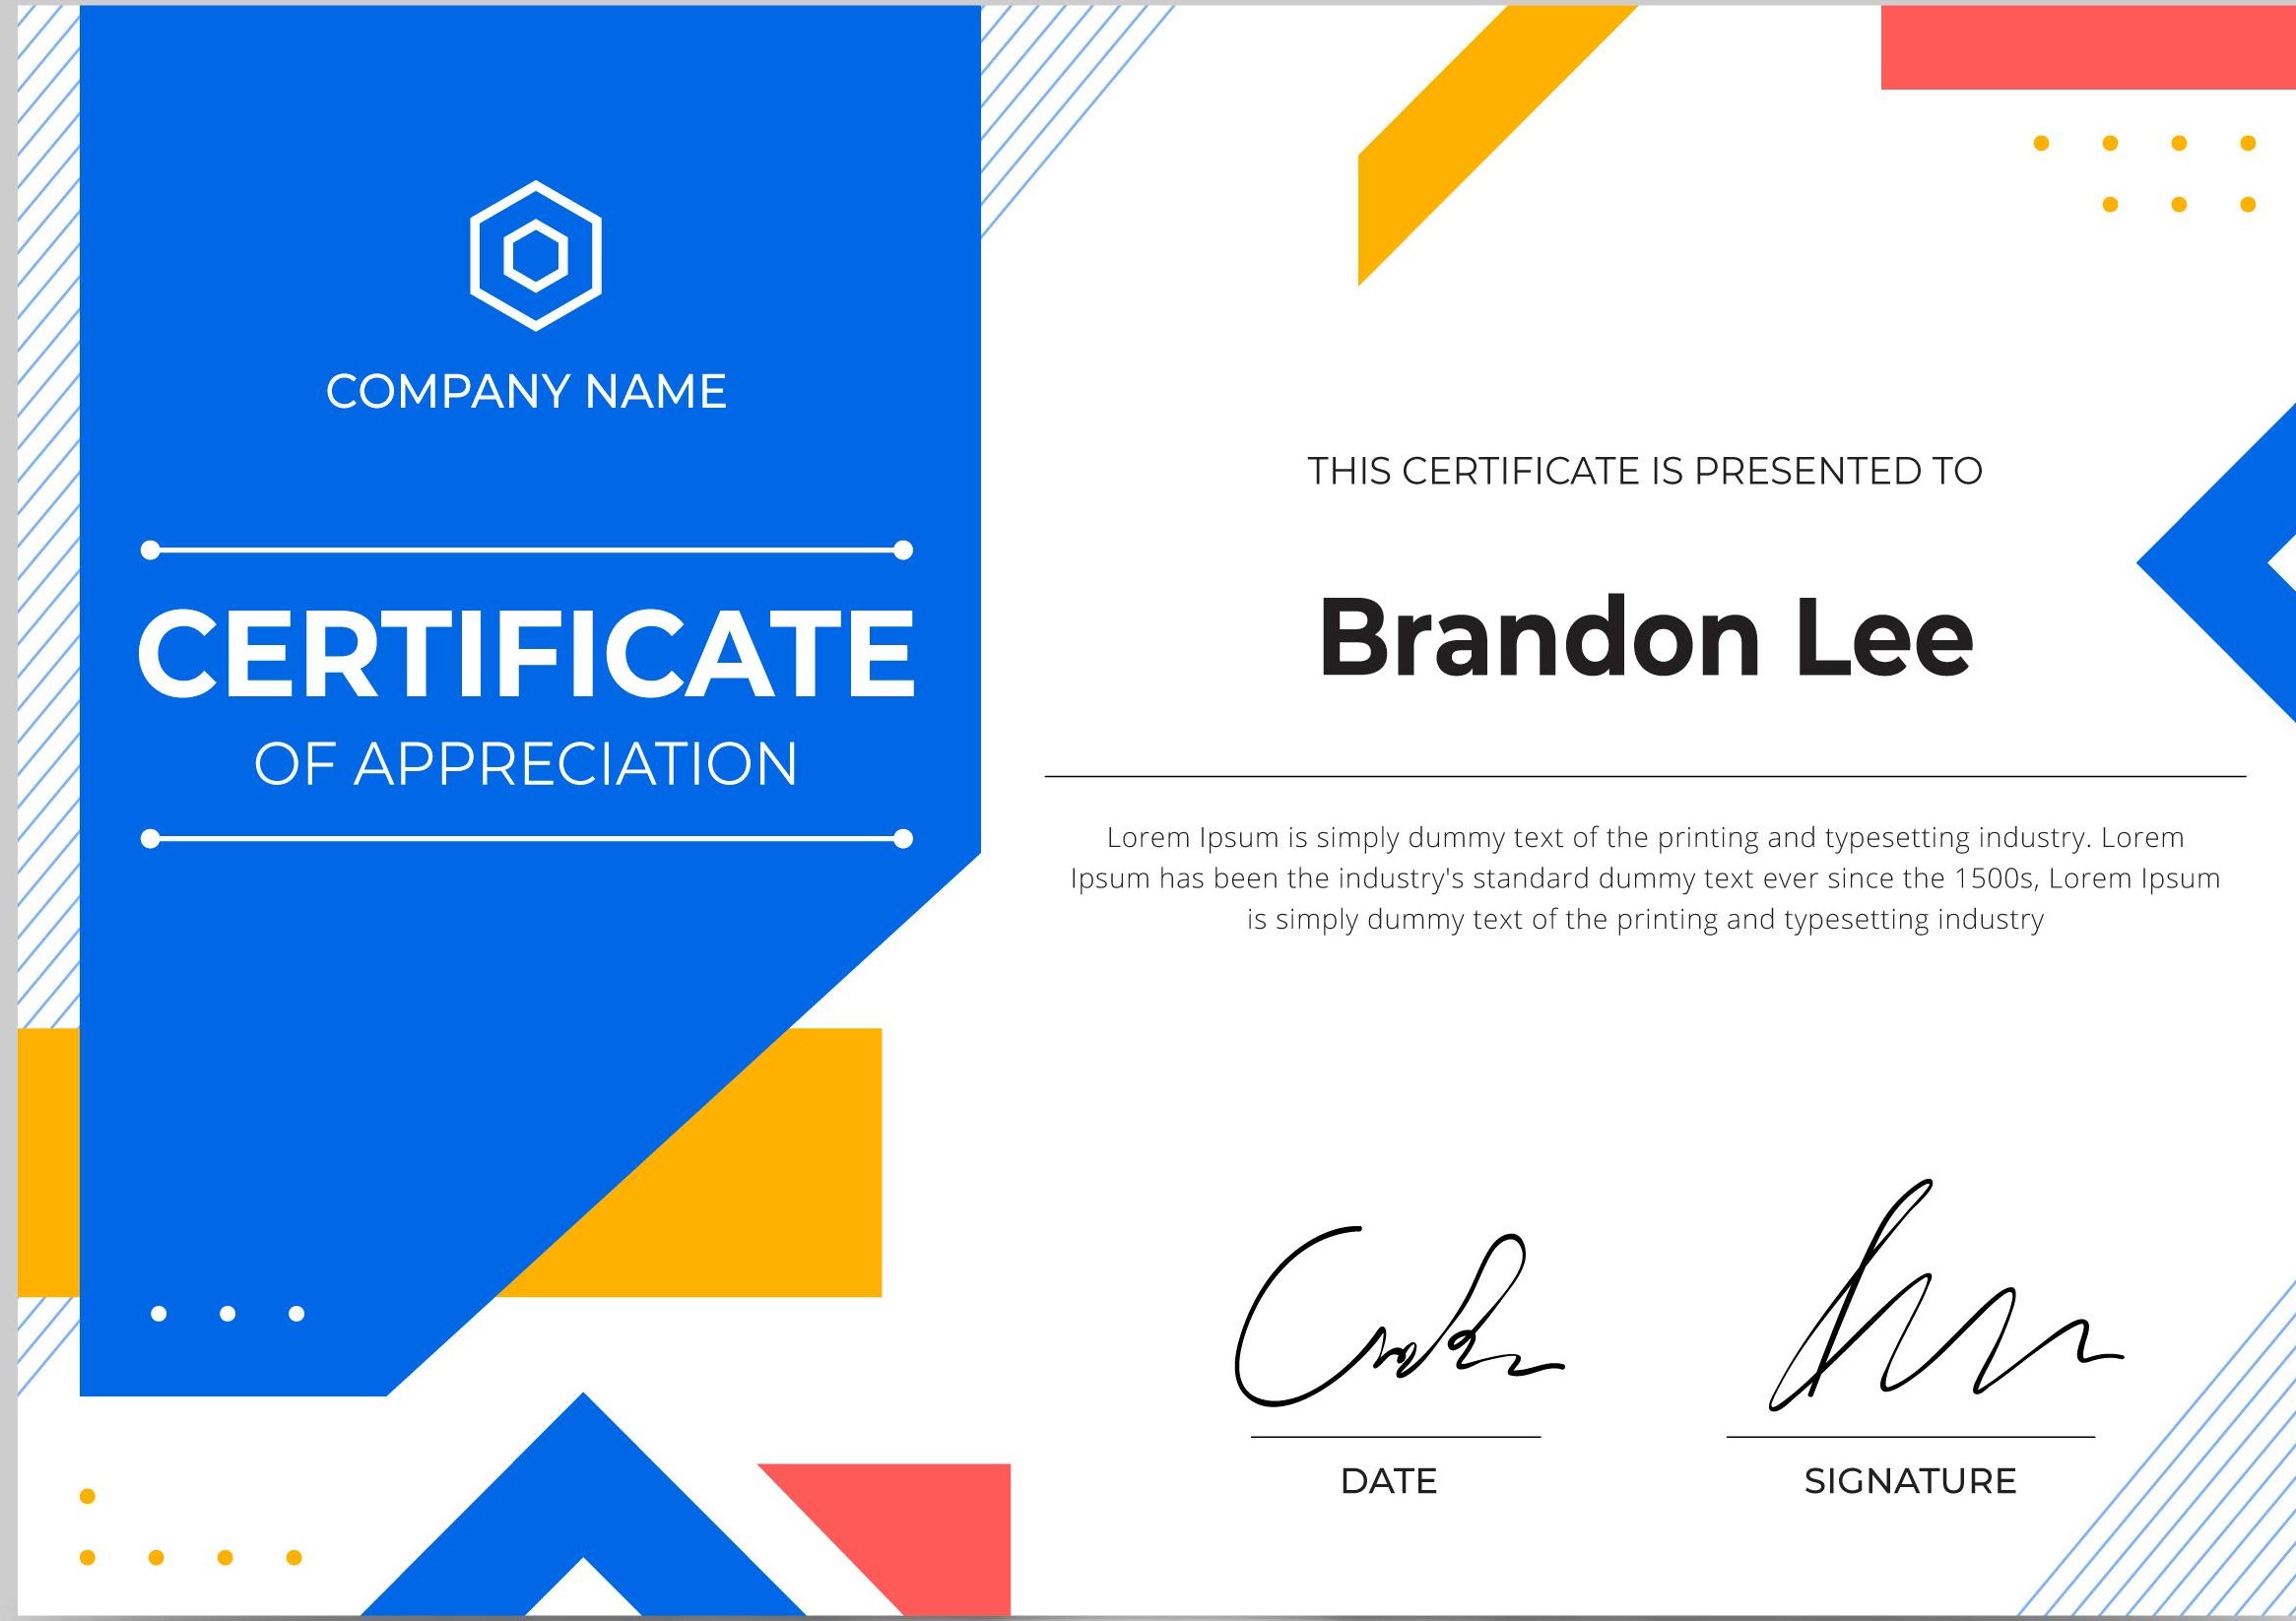 COMPANY NAME
CERTIFICATE
OF APPRECIATION
THIS CERTIFICATE IS PRESENTED TO
Brandon Lee
Lorem Ipsum is simply dummy text of the printing and typesetting industry. Lorem
Ipsum has been the industry's standard dummy text ever since the 1500s, Lorem Ipsum
is simply dummy text of the printing and typesetting industry
DATE
SIGNATURE